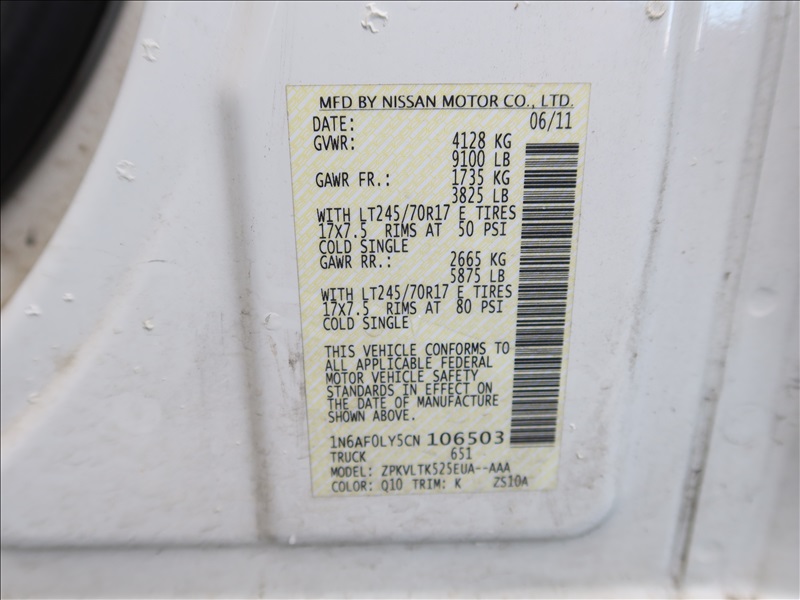 MFD BY NISSAN MOTOR CO., LTD.
DATE: 06/11
GVWR: 4128 KG
9100 LB
GAWR FR.: 1735 KG
3825 LB
WITH LT245/70R17 E TIRES
17X7.5 RIMS AT 50 PSI
COLD SINGLE
GAWR RR.: 2665 KG
5875 LB
WITH LT245/70R17 E TIRES
17X7.5 RIMS AT 80 PSI
COLD SINGLE
THIS VEHICLE CONFORMS TO
ALL APPLICABLE FEDERAL
MOTOR VEHICLE SAFETY
STANDARDS IN EFFECT ON
THE DATE OF MANUFACTURE
SHOWN ABOVE.
1N6AF0LY5CN 106503
TRUCK 651
MODEL: ZPKVLTK525EUA--AAA
COLOR: Q10 TRIM: K ZS10A